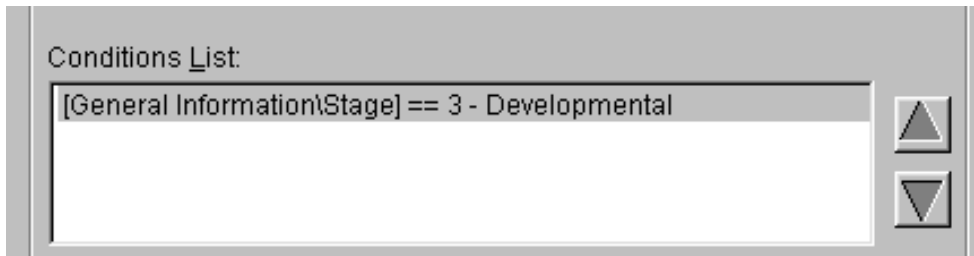 Conditions List:
[General Information\Stage] == 3 - Developmental